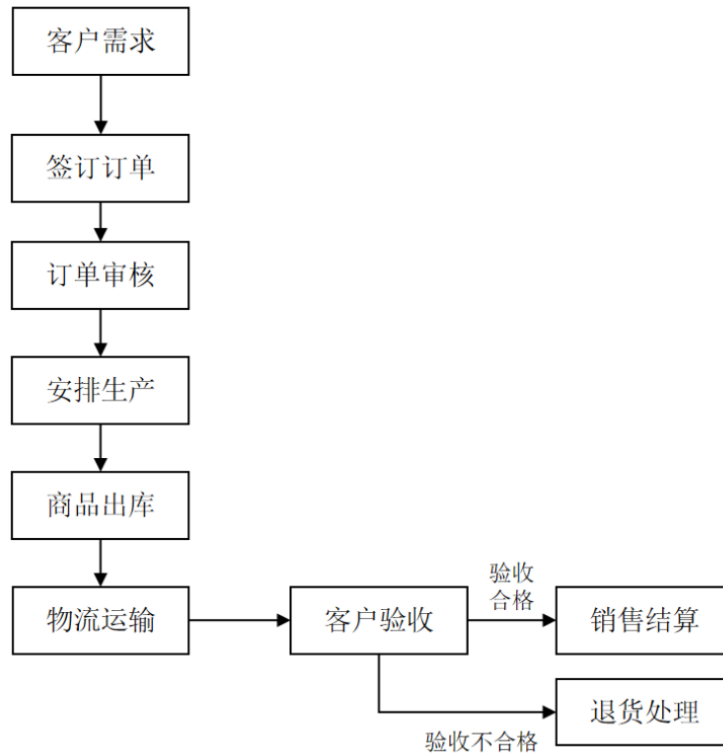 客户需求
签订订单
订单审核
安排生产
商品出库
物流运输
客户验收
验收
合格
销售结算
验收不合格
退货处理